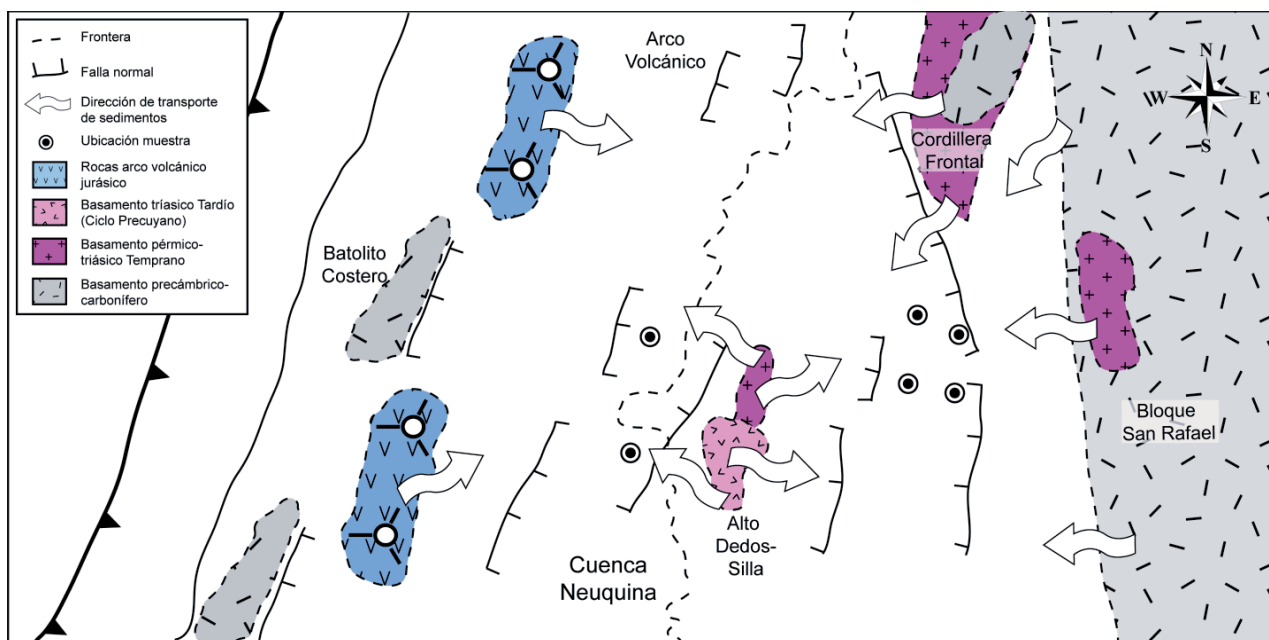 Frontera
Falla normal
Dirección de transporte
de sedimentos
Ubicación muestra
Rocas arco volcánico
jurásico
Basamento tríasico Tardío
(Ciclo Precuyano)
Basamento pérmico-
triásico Temprano
Basamento precámbrico-
carbonífero
Arco
Volcánico
N
W
E
S
Cordillera
Frontal
Batolito
Costero
Bloque
San Rafael
Alto
Dedos-
Silla
Cuenca
Neuquina